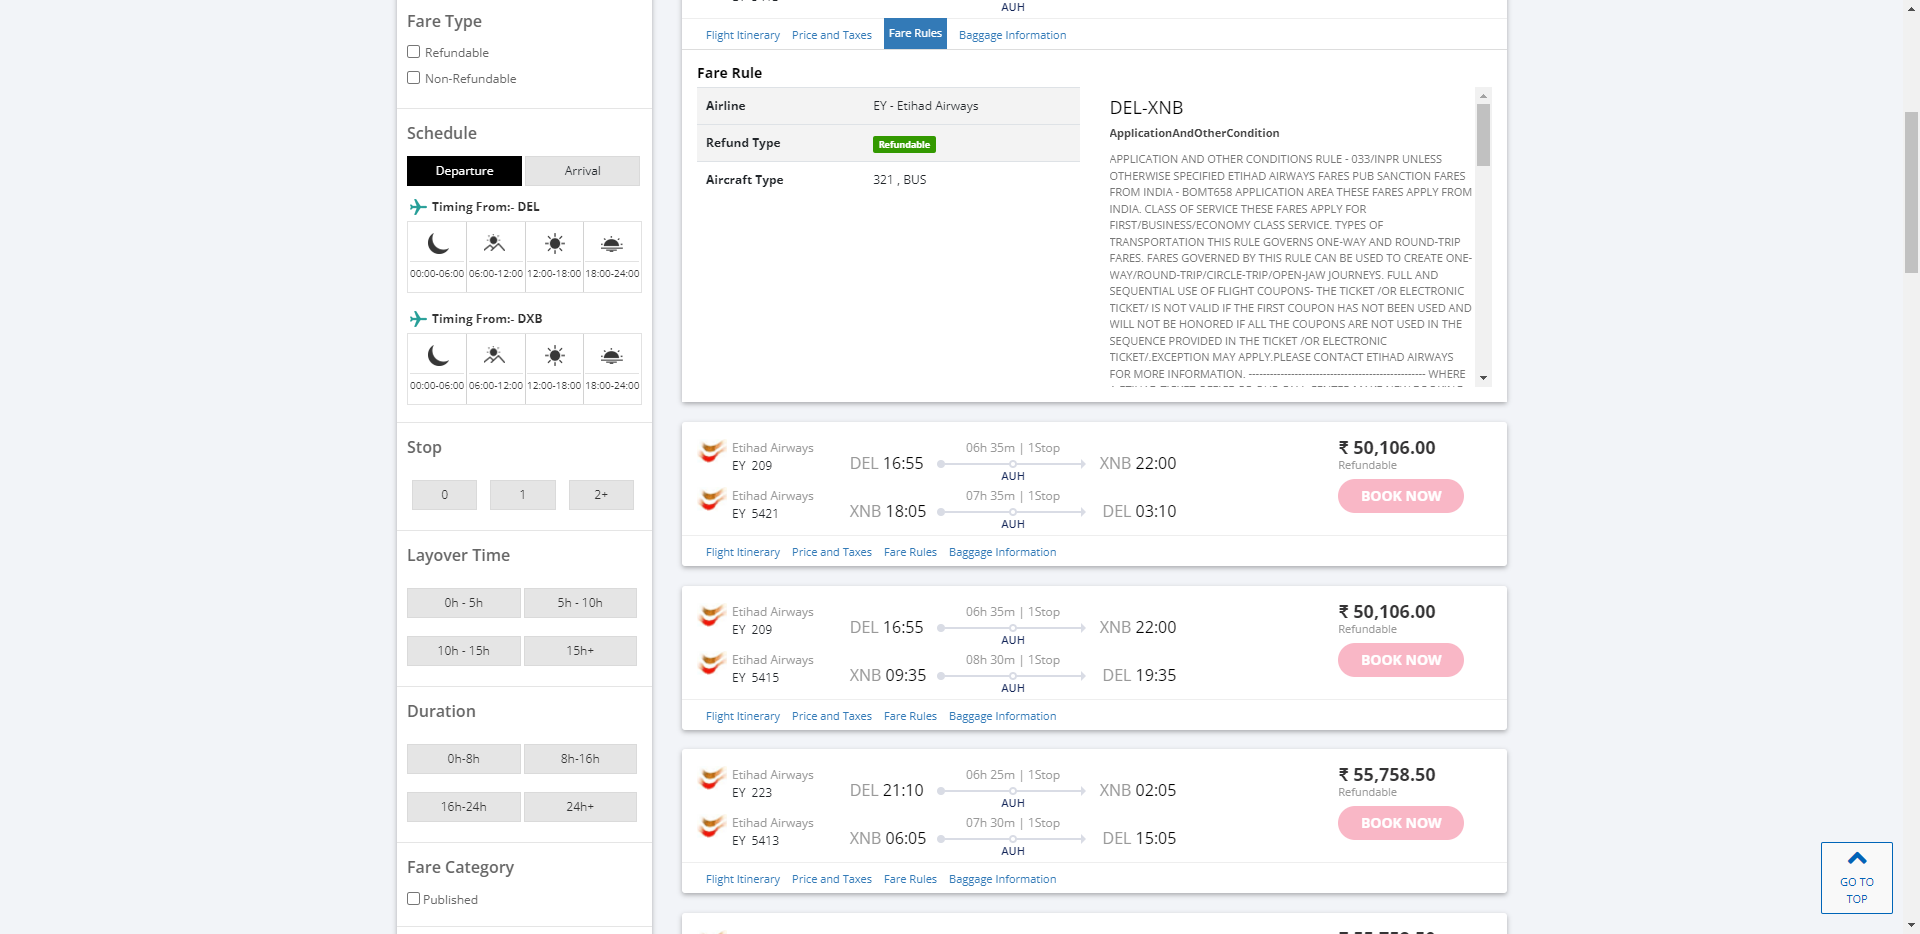 Fare Type
Refundable
Non-Refundable
Schedule
Departure
Arrival
Timing From:- DEL
00:00-06:00
06:00-12:00
12:00-18:00
18:00-24:00
Timing From:- DXB
00:00-06:00
06:00-12:00
12:00-18:00
18:00-24:00
Stop
0
1
2+
Layover Time
0h - 5h
5h - 10h
10h - 15h
15h+
Duration
0h-8h
8h-16h
16h-24h
24h+
Fare Category
Published
AUH
Flight Itinerary
Price and Taxes
Fare Rules
Baggage Information
Fare Rule
Airline
EY - Etihad Airways
Refund Type
Refundable
Aircraft Type
321 , BUS
DEL-XNB
ApplicationAndOtherCondition
APPLICATION AND OTHER CONDITIONS RULE - 033/INPR UNLESS
OTHERWISE SPECIFIED ETIHAD AIRWAYS FARES PUB SANCTION FARES
FROM INDIA - BOMT658 APPLICATION AREA THESE FARES APPLY FROM
INDIA. CLASS OF SERVICE THESE FARES APPLY FOR
FIRST/BUSINESS/ECONOMY CLASS SERVICE. TYPES OF
TRANSPORTATION THIS RULE GOVERNS ONE-WAY AND ROUND-TRIP
FARES. FARES GOVERNED BY THIS RULE CAN BE USED TO CREATE ONE-
WAY/ROUND-TRIP/CIRCLE-TRIP/OPEN-JAW JOURNEYS. FULL AND
SEQUENTIAL USE OF FLIGHT COUPONS- THE TICKET /OR ELECTRONIC
TICKET/ IS NOT VALID IF THE FIRST COUPON HAS NOT BEEN USED AND
WILL NOT BE HONORED IF ALL THE COUPONS ARE NOT USED IN THE
SEQUENCE PROVIDED IN THE TICKET /OR ELECTRONIC
TICKET/.EXCEPTION MAY APPLY.PLEASE CONTACT ETIHAD AIRWAYS
FOR MORE INFORMATION. ------------------------------------------------- WHERE
Etihad Airways
EY 209
DEL 16:55
06h 35m | 1Stop
AUH
XNB 22:00
₹ 50,106.00
Refundable
BOOK NOW
Etihad Airways
EY 5421
XNB 18:05
07h 35m | 1Stop
AUH
DEL 03:10
Flight Itinerary
Price and Taxes
Fare Rules
Baggage Information
Etihad Airways
EY 209
DEL 16:55
06h 35m | 1Stop
AUH
XNB 22:00
₹ 50,106.00
Refundable
BOOK NOW
Etihad Airways
EY 5415
XNB 09:35
08h 30m | 1Stop
AUH
DEL 19:35
Flight Itinerary
Price and Taxes
Fare Rules
Baggage Information
Etihad Airways
EY 223
DEL 21:10
06h 25m | 1Stop
AUH
XNB 02:05
₹ 55,758.50
Refundable
BOOK NOW
Etihad Airways
EY 5413
XNB 06:05
07h 30m | 1Stop
AUH
DEL 15:05
Flight Itinerary
Price and Taxes
Fare Rules
Baggage Information
GO TO
TOP